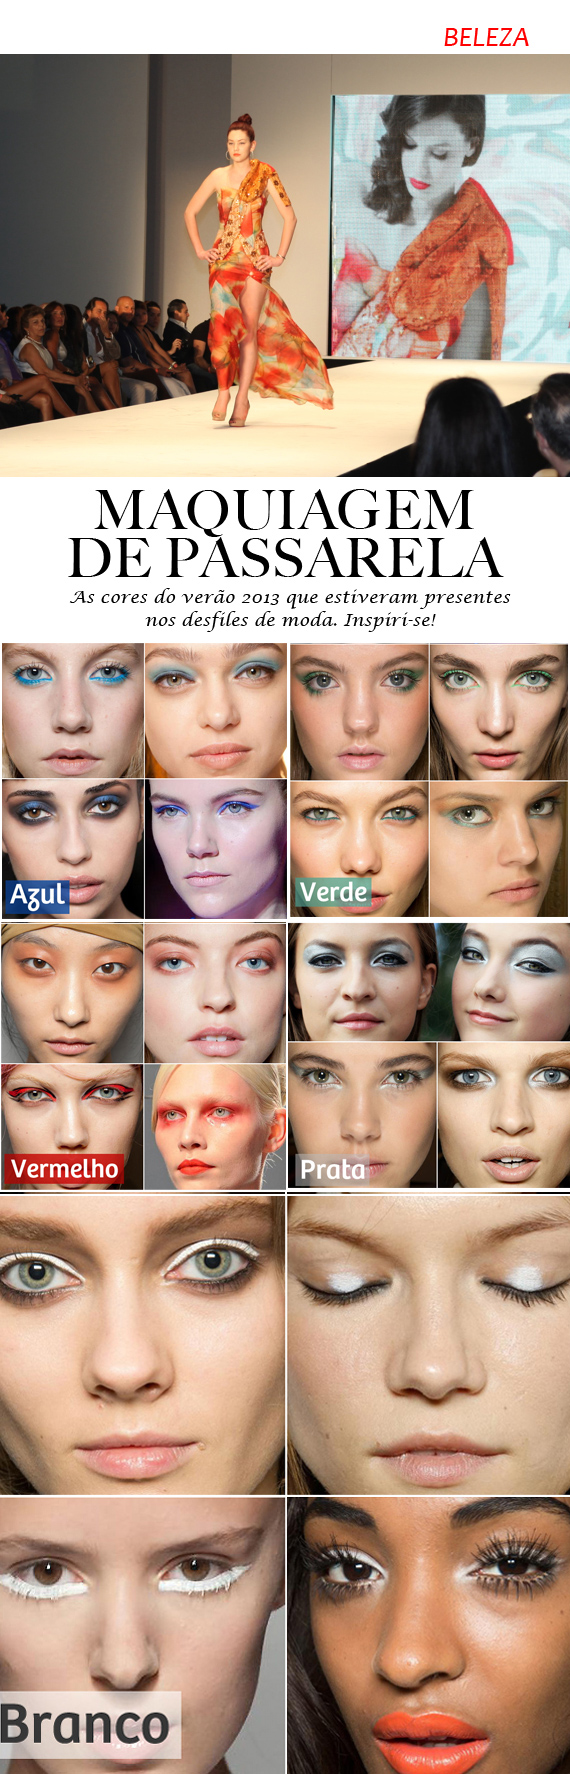 BELEZA
MAQUIAGEM
DE PASSARELA
As cores do verão 2013 que estiveram presentes
nos desfiles de moda. Inspiri-se!
Azul
Verde
Vermelho
Prata
Branco